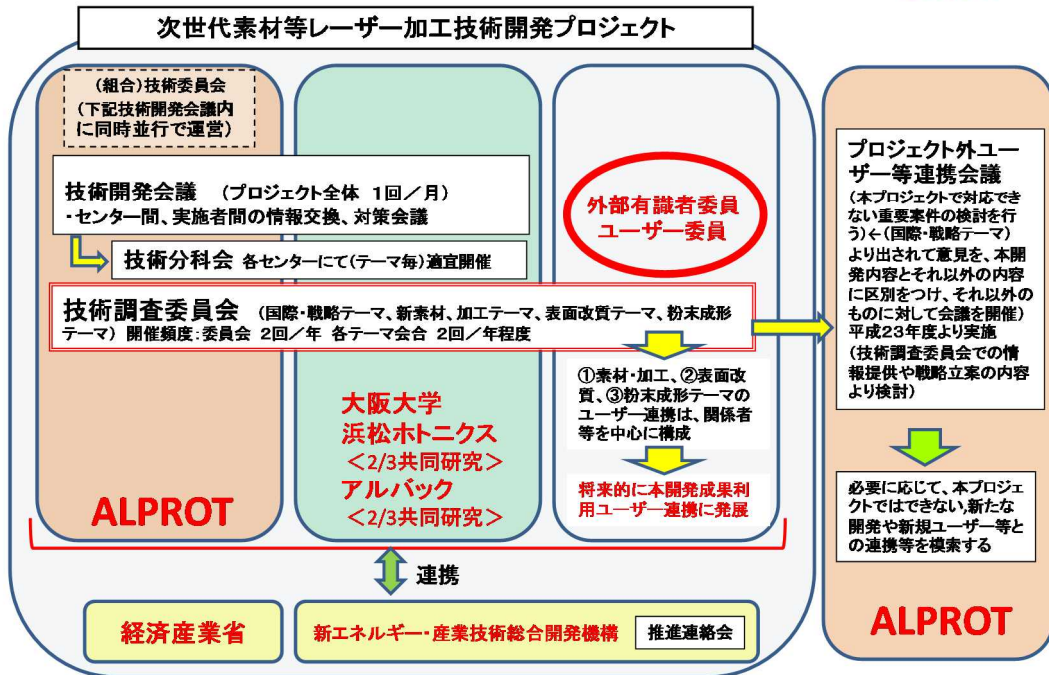 次世代素材等レーザー加工技術開発プロジェクト
(組合)技術委員会
(下記技術開発会議内
に同時並行で運営)
技術開発会議 (プロジェクト全体 1回/月)
・センター間、実施者間の情報交換、対策会議
技術分科会 各センターにて(テーマ毎)適宜開催
外部有識者委員
ユーザー委員
技術調査委員会 (国際・戦略テーマ、新素材、加工テーマ、表面改質テーマ、粉末成形
テーマ) 開催頻度:委員会 2回/年 各テーマ会合 2回/年程度
大阪大学
浜松ホトニクス
<2/3共同研究>
アルバック
<2/3共同研究>
ALPROT
①素材・加工、②表面改
質、③粉末成形テーマの
ユーザー連携は、関係者
等を中心に構成
将来的に本開発成果利
用ユーザー連携に発展
連携
経済産業省
新エネルギー・産業技術総合開発機構
推進連絡会
プロジェクト外ユー
ザー等連携会議
(本プロジェクトで対応でき
ない重要案件の検討を行
う)←(国際・戦略テーマ)
より出されて意見を、本開
発内容とそれ以外の内容
に区別をつけ、それ以外の
ものに対して会議を開催)
平成23年度より実施
(技術調査委員会での情
報提供や戦略立案の内容
より検討)
必要に応じて、本プロジェ
クトではできない,新たな
開発や新規ユーザー等と
の連携等を模索する
ALPROT